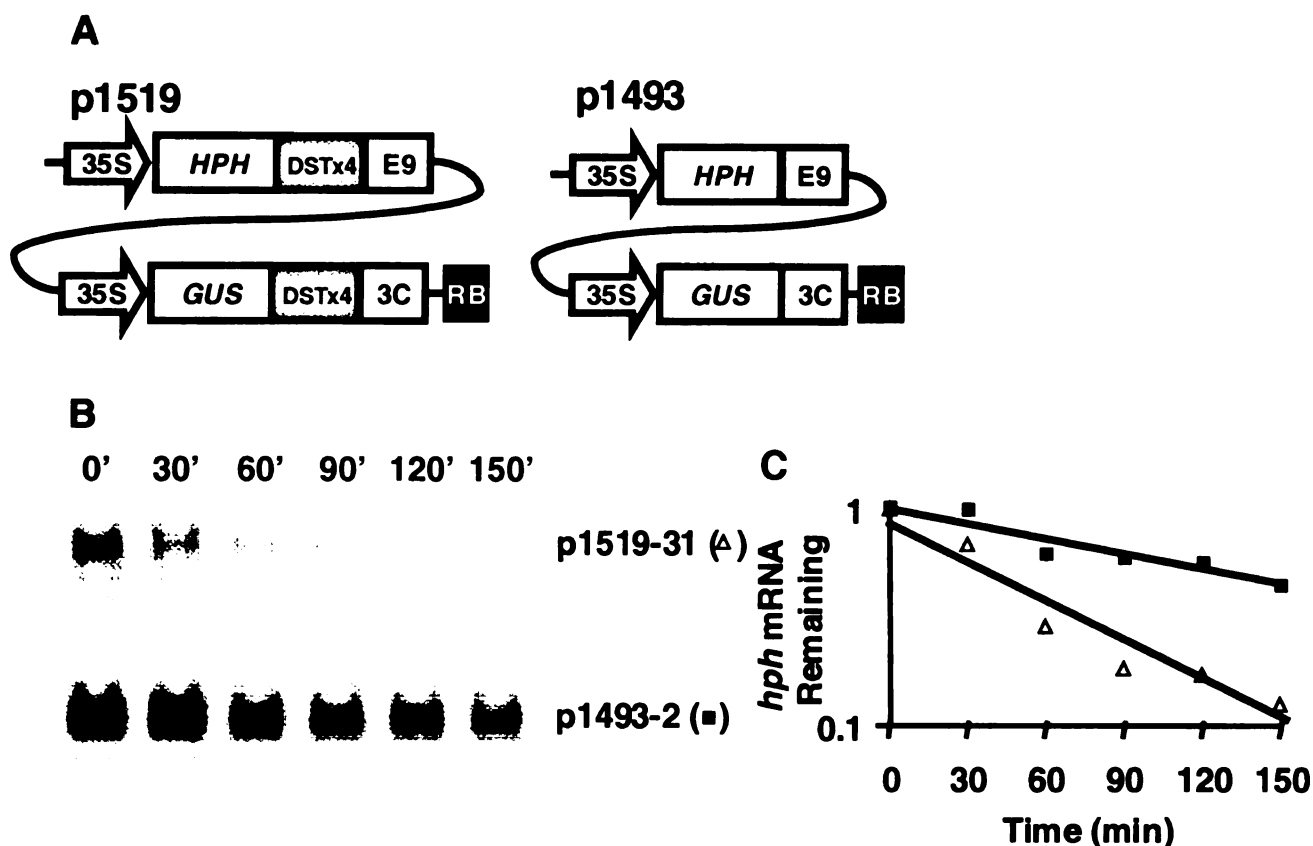 A
p1519
p1493
35S HPH DSTx4 E9
35S HPH E9
35S GUS DSTx4 3C RB
35S GUS 3C RB
B
0' 30' 60' 90' 120' 150'
p1519-31 (△)
p1493-2 (■)
C
hph mRNA
Remaining
1
0.1
0 30 60 90 120 150
Time (min)